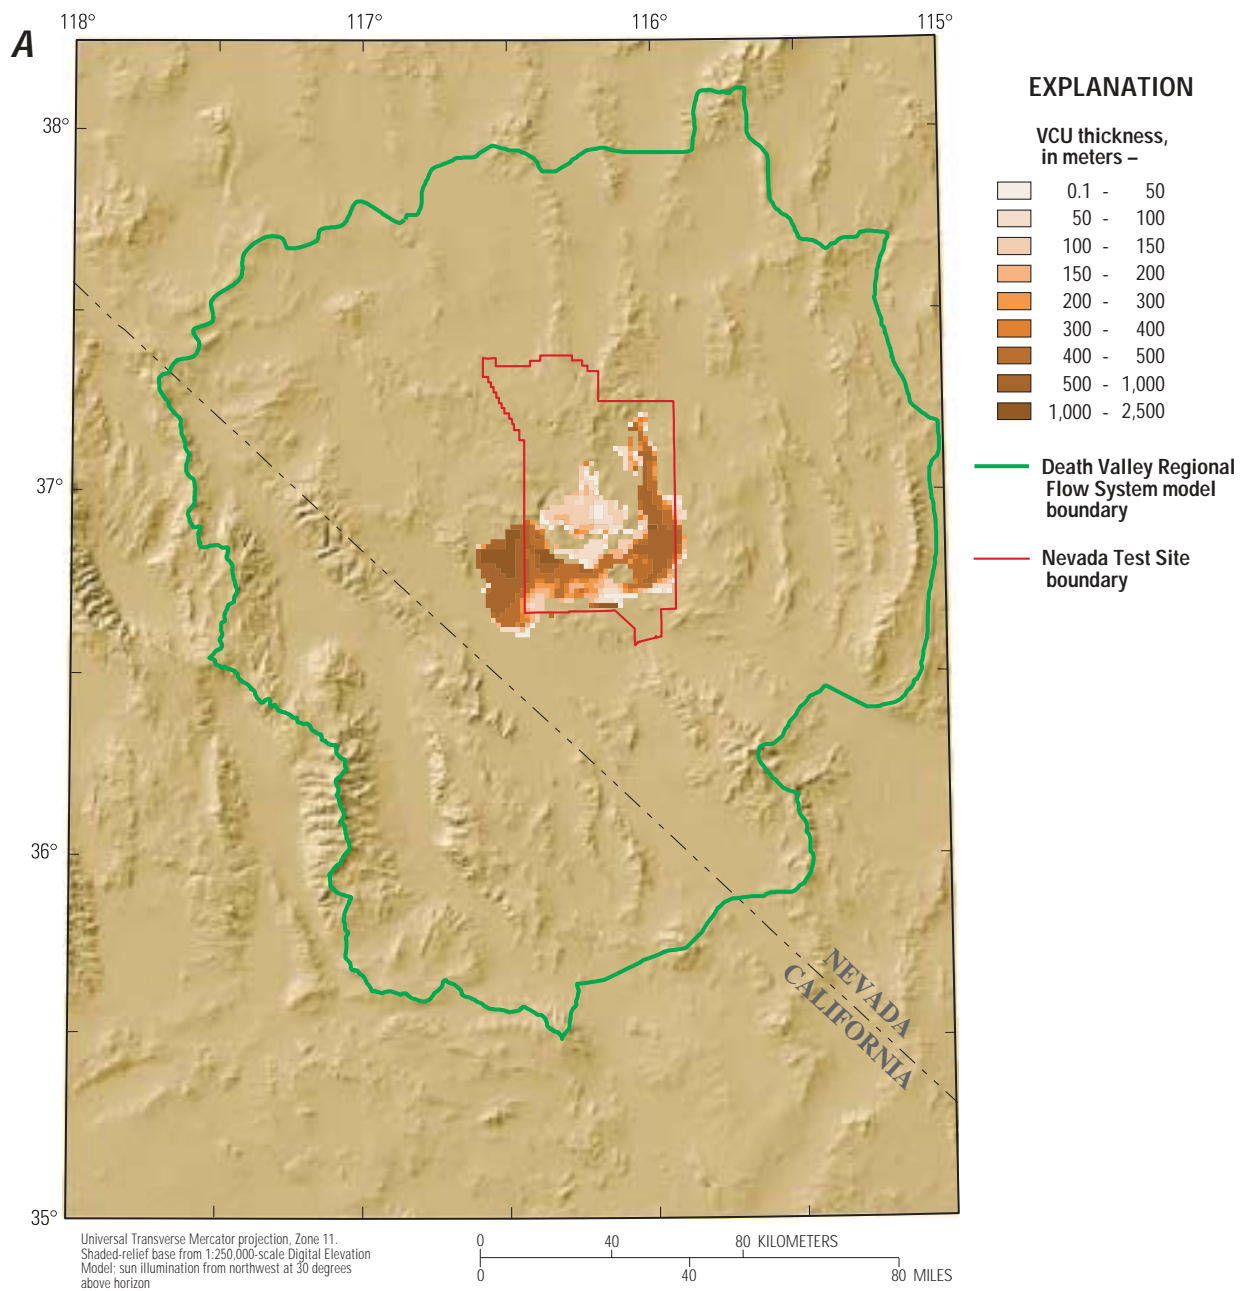 A
118°
117°
116°
115°
38°
37°
36°
35°
NEVADA
CALIFORNIA
EXPLANATION
VCU thickness,
in meters –
0.1 - 50
50 - 100
100 - 150
150 - 200
200 - 300
300 - 400
400 - 500
500 - 1,000
1,000 - 2,500
Death Valley Regional
Flow System model
boundary
Nevada Test Site
boundary
Universal Transverse Mercator projection, Zone 11.
Shaded-relief base from 1:250,000-scale Digital Elevation
Model; sun illumination from northwest at 30 degrees
above horizon
0 40 80 KILOMETERS
0 40 80 MILES